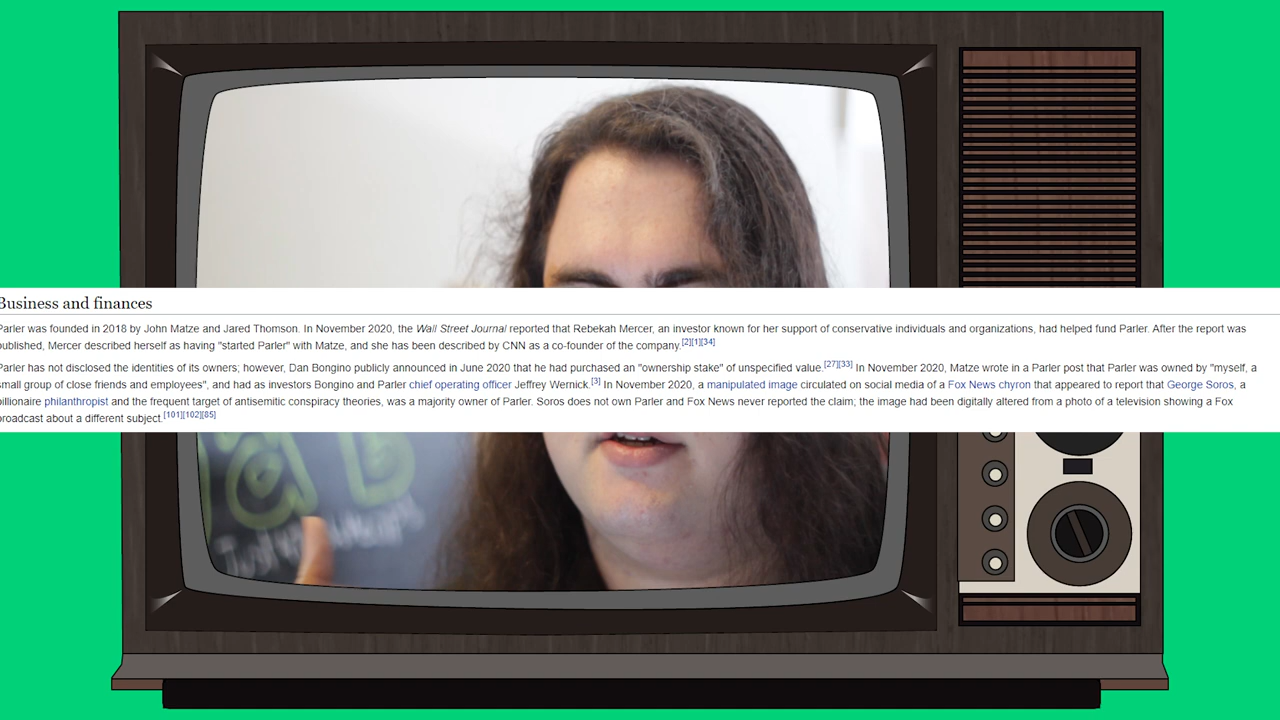 Business and finances
Parler was founded in 2018 by John Matze and Jared Thomson. In November 2020, the Wall Street Journal reported that Rebekah Mercer, an investor known for her support of conservative individuals and organizations, had helped fund Parler. After the report was
published, Mercer described herself as having "started Parler" with Matze, and she has been described by CNN as a co-founder of the company.[2][1][34]
Parler has not disclosed the identities of its owners; however, Dan Bongino publicly announced in June 2020 that he had purchased an "ownership stake" of unspecified value.[27][33] In November 2020, Matze wrote in a Parler post that Parler was owned by "myself, a
small group of close friends and employees", and had as investors Bongino and Parler chief operating officer Jeffrey Wernick.[3] In November 2020, a manipulated image circulated on social media of a Fox News chyron that appeared to report that George Soros, a
billionaire philanthropist and the frequent target of antisemitic conspiracy theories, was a majority owner of Parler. Soros does not own Parler and Fox News never reported the claim; the image had been digitally altered from a photo of a television showing a Fox
broadcast about a different subject.[101][102][85]